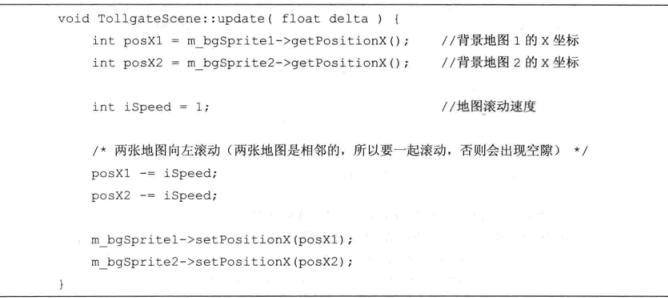 void TollgateScene::update( float delta ) {
int posX1 = m_bgSprite1->getPositionX(); //背景地图 1 的 X 坐标
int posX2 = m_bgSprite2->getPositionX(); //背景地图 2 的 X 坐标
int iSpeed = 1; //地图滚动速度
/* 两张地图向左滚动（两张地图是相邻的，所以要一起滚动，否则会出现空隙） */
posX1 -= iSpeed;
posX2 -= iSpeed;
m_bgSprite1->setPositionX(posX1);
m_bgSprite2->setPositionX(posX2);
}